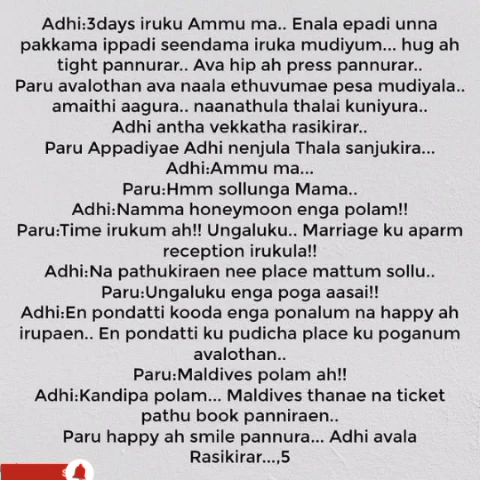 Adhi:3days iruku Ammu ma.. Enala epadi unna
pakkama ippadi seendama iruka mudiyum... hug ah
tight pannurar.. Ava hip ah press pannurar..
Paru avalothan ava naala ethuvumae pesa mudiyala..
amaithi aagura.. naanathula thalai kuniyura..
Adhi antha vekkatha rasikirar..
Paru Appadiyae Adhi nenjula Thala sanjukira...
Adhi:Ammu ma...
Paru:Hmm sollunga Mama..
Adhi:Namma honeymoon enga polam!!
Paru:Time irukum ah!! Ungaluku.. Marriage ku aparm
reception irukula!!
Adhi:Na pathukiraen nee place mattum sollu..
Paru:Ungaluku enga poga aasai!!
Adhi:En pondatti kooda enga ponalum na happy ah
irupaen.. En pondatti ku pudicha place ku poganum
avalothan..
Paru:Maldives polam ah!!
Adhi:Kandipa polam... Maldives thanae na ticket
pathu book panniraen..
Paru happy ah smile pannura... Adhi avala
Rasikirar...,5